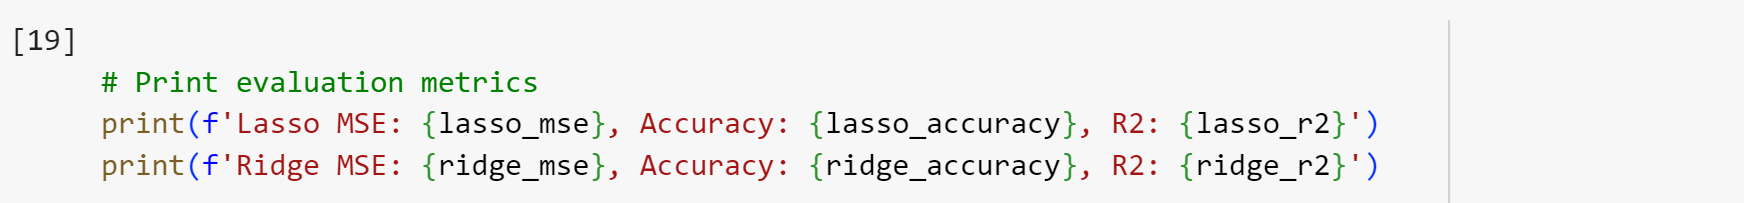 [19]
# Print evaluation metrics
print(f'Lasso MSE: {lasso_mse}, Accuracy: {lasso_accuracy}, R2: {lasso_r2}')
print(f'Ridge MSE: {ridge_mse}, Accuracy: {ridge_accuracy}, R2: {ridge_r2}')